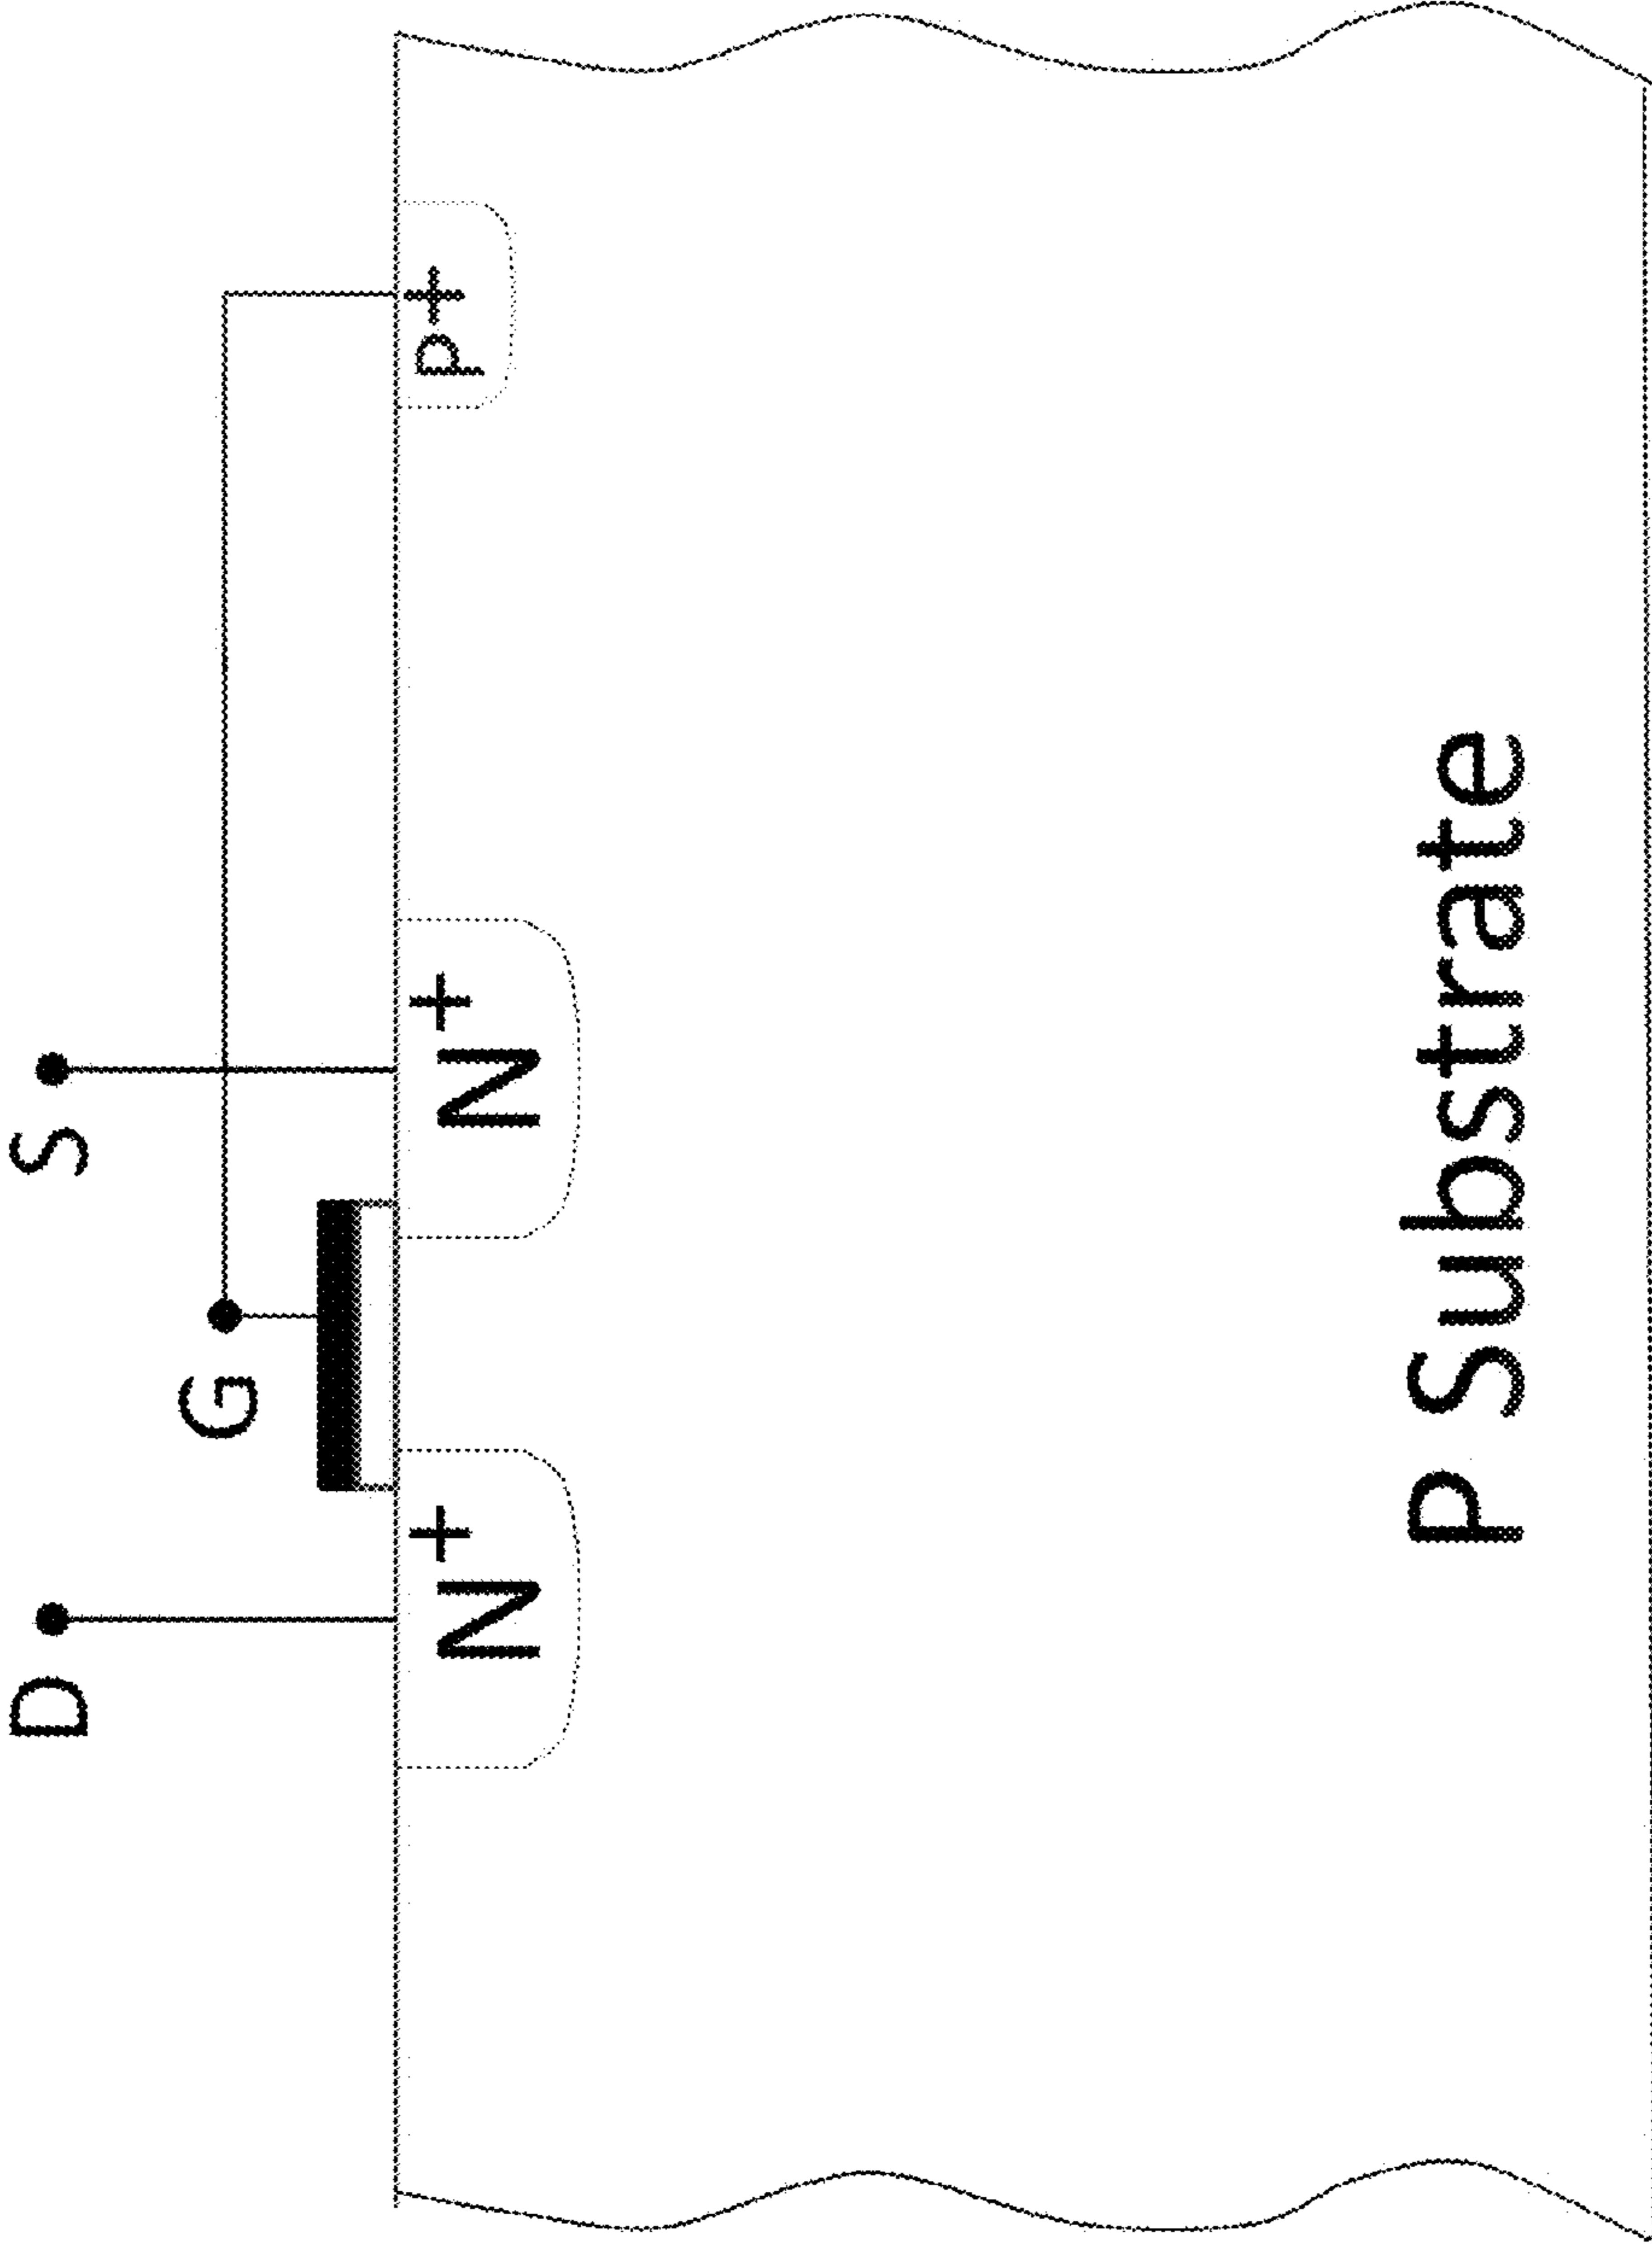 D
S
G
N+
N+
p+
P Substrate